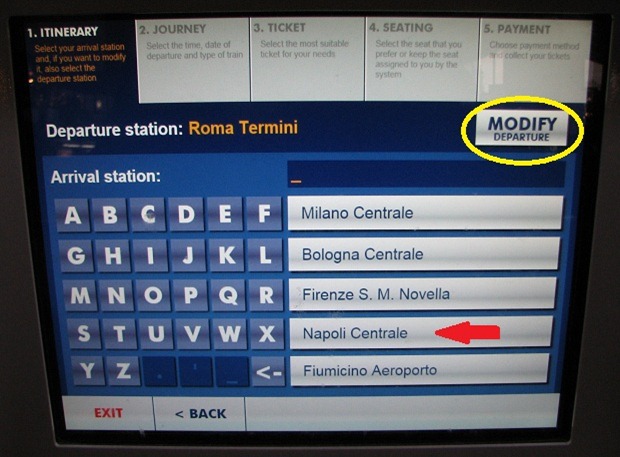 1. ITINERARY
Select your arrival station
and, if you want to modify
it, also select the
departure station
2. JOURNEY
Select the time, date of
departure and type of train
3. TICKET
Select the most suitable
ticket for your needs
4. SEATING
Select the seat that you
prefer or keep the seat
assigned to you by the
system
5. PAYMENT
Choose payment method
and collect your tickets
Departure station: Roma Termini
MODIFY
DEPARTURE
Arrival station: _
A B C D E F
Milano Centrale
G H I J K L
Bologna Centrale
M N O P Q R
Firenze S. M. Novella
S T U V W X
Napoli Centrale
Y Z . ' _ <-
Fiumicino Aeroporto
EXIT
< BACK